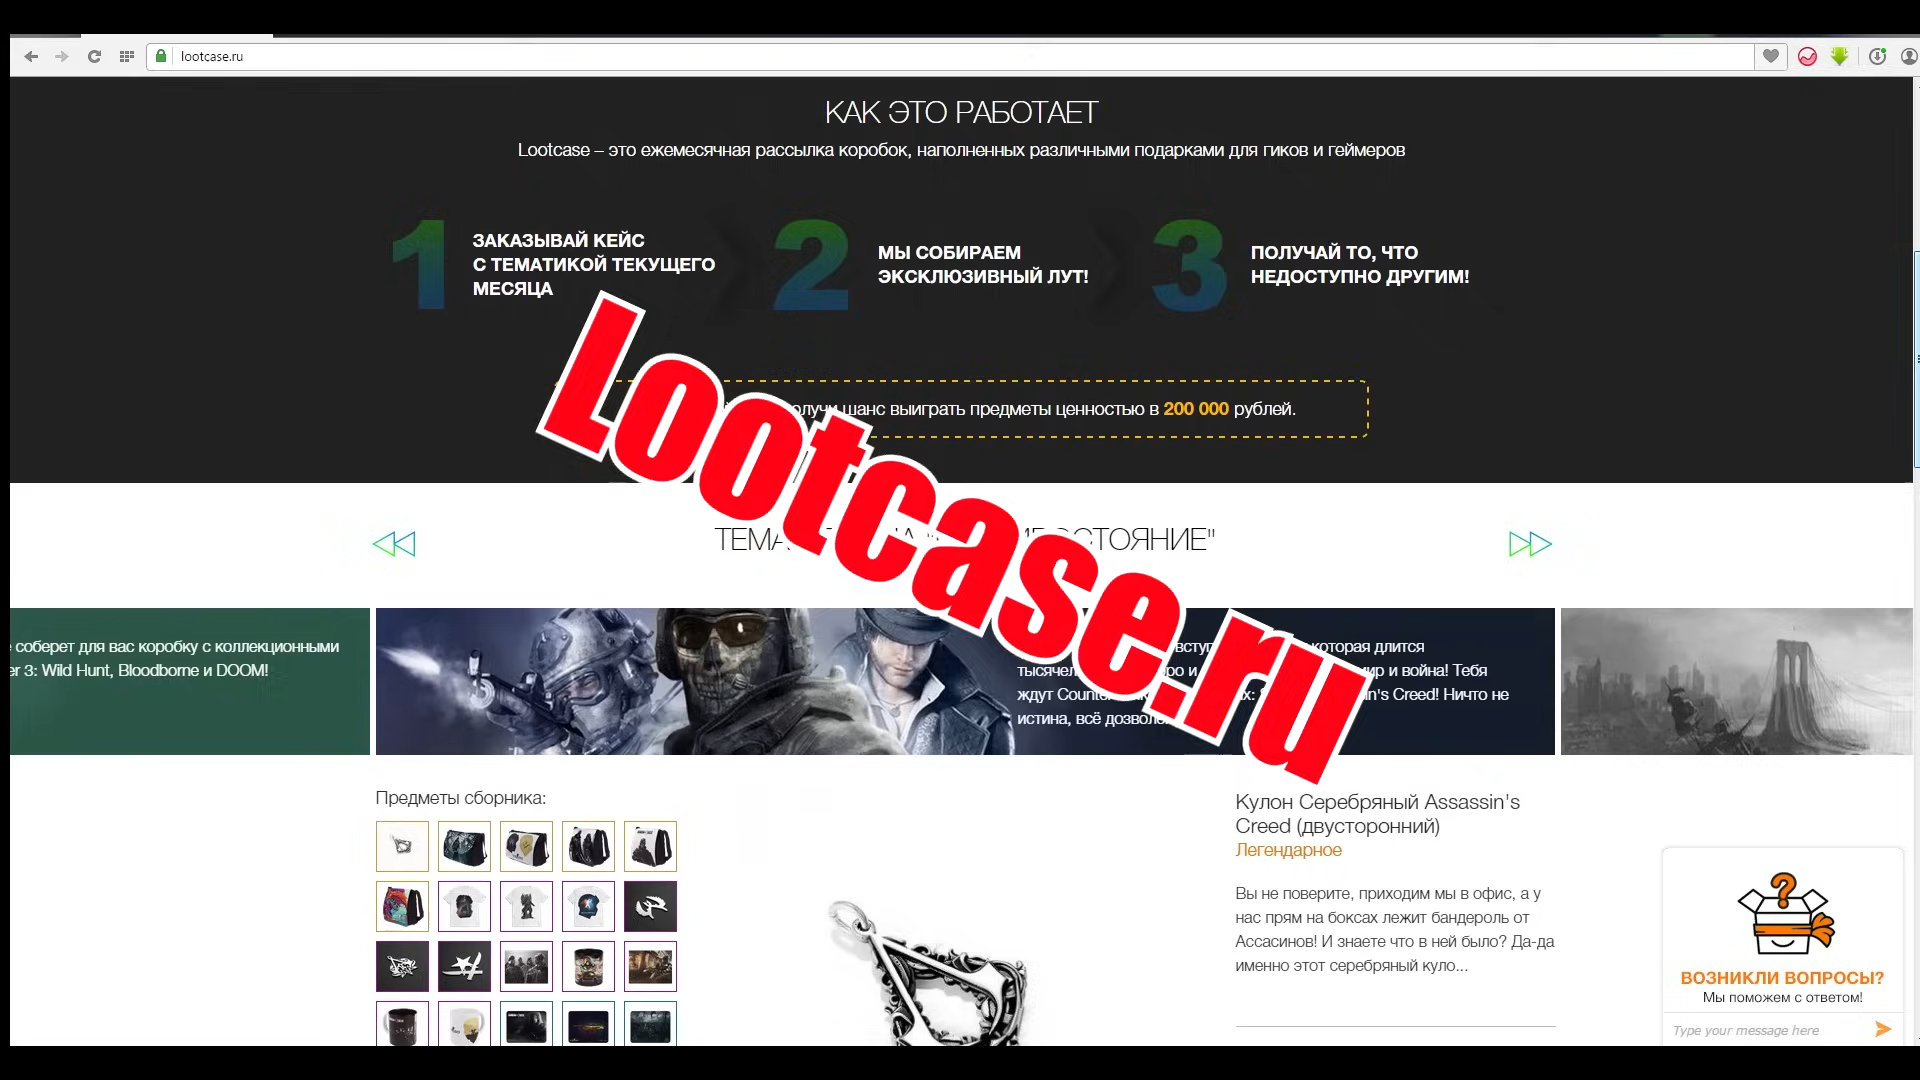 lootcase.ru
КАК ЭТО РАБОТАЕТ
Lootcase – это ежемесячная рассылка коробок, наполненных различными подарками для гиков и геймеров
1
ЗАКАЗЫВАЙ КЕЙС
С ТЕМАТИКОЙ ТЕКУЩЕГО
МЕСЯЦА
2
МЫ СОБИРАЕМ
ЭКСКЛЮЗИВНЫЙ ЛУТ!
3
ПОЛУЧАЙ ТО, ЧТО
НЕДОСТУПНО ДРУГИМ!
шанс выиграть предметы ценностью в 200 000 рублей.
Lootcase.ru
соберет для вас коробку с коллекционными
3: Wild Hunt, Bloodborne и DOOM!
которая длится
и война! Тебя
ждут Creed! Ничто не
истина, всё
Предметы сборника:
Кулон Серебряный Assassin's
Creed (двусторонний)
Легендарное
Вы не поверите, приходим мы в офис, а у
нас прям на боксах лежит бандероль от
Ассасинов! И знаете что в ней было? Да-да
именно этот серебряный куло...
ВОЗНИКЛИ ВОПРОСЫ?
Мы поможем с ответом!
Type your message here